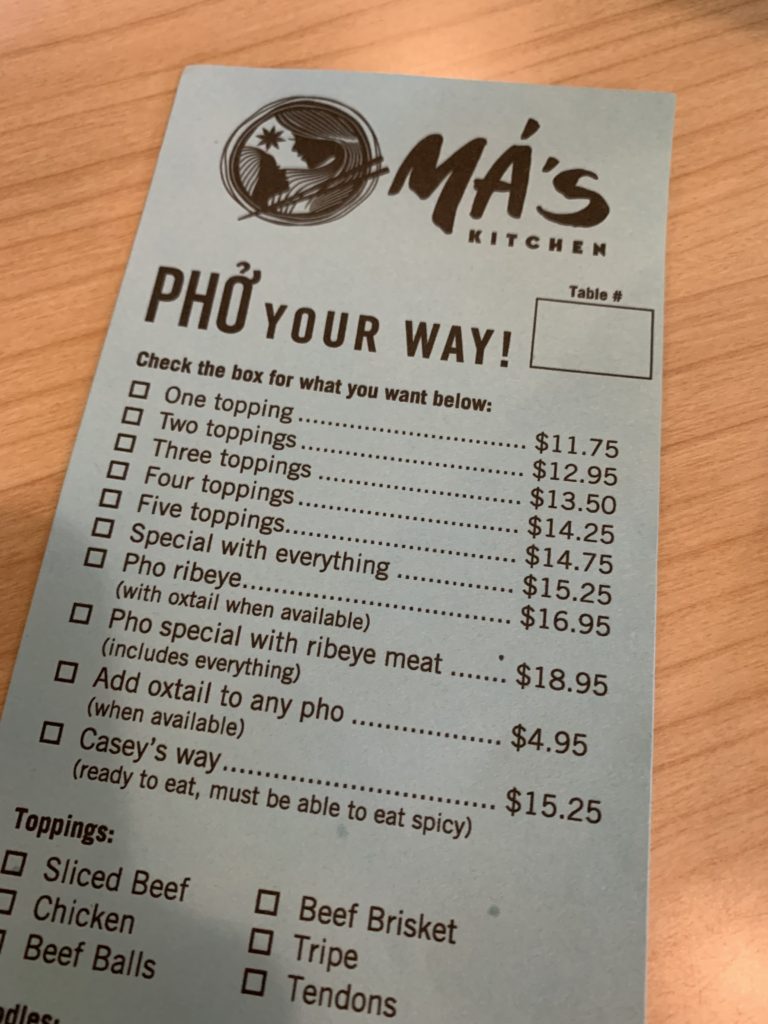 MÁ'S
KITCHEN
PHỞ YOUR WAY!
Table #
Check the box for what you want below:
One topping .............................. $11.75
Two toppings ............................. $12.95
Three toppings .......................... $13.50
Four toppings ............................ $14.25
Five toppings .............................. $14.75
Special with everything ............... $15.25
Pho ribeye .................................. $16.95
(with oxtail when available)
Pho special with ribeye meat ....... $18.95
(includes everything)
Add oxtail to any pho ................... $4.95
(when available)
Casey's way ................................... $15.25
(ready to eat, must be able to eat spicy)
Toppings:
Sliced Beef
Chicken
Beef Balls
Beef Brisket
Tripe
Tendons